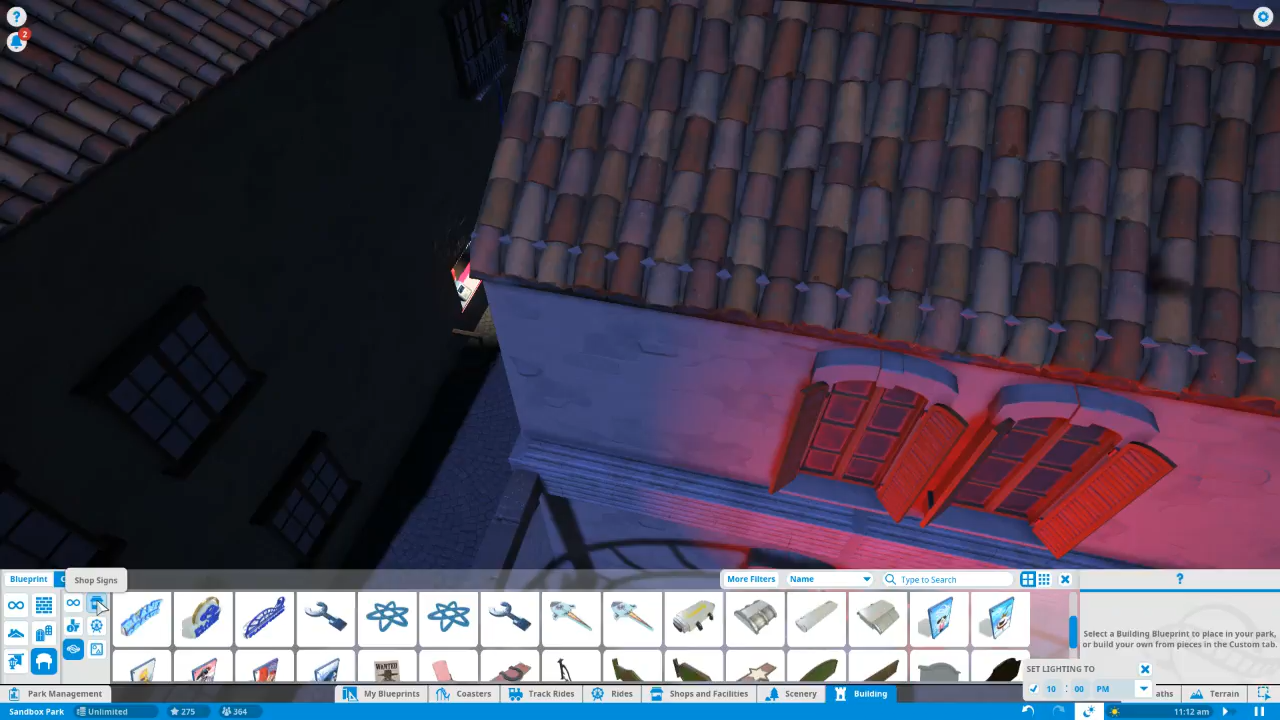 ?
2
Shop Signs
Blueprint
More Filters
Name
Type to Search
?
Select a Building Blueprint to place in your park,
or build your own from pieces in the Custom tab.
WANTED
SET LIGHTING TO
10 : 00 PM
Park Management
My Blueprints
Coasters
Track Rides
Rides
Shops and Facilities
Scenery
Building
Terrain
Sandbox Park
Unlimited
275
364
11:12 am